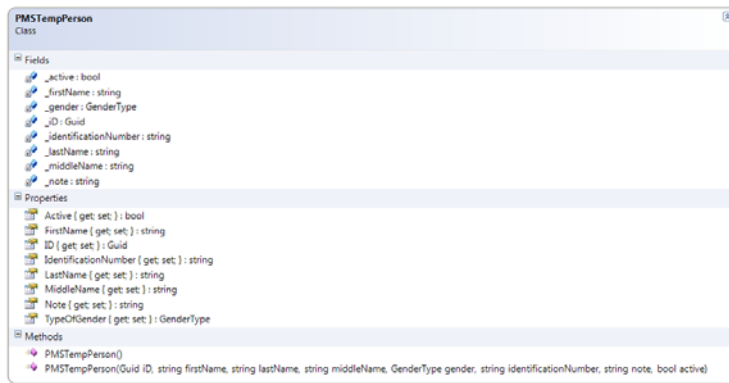 PMSTempPerson
Class
Fields
_active : bool
_firstName : string
_gender : GenderType
_iD : Guid
_identificationNumber : string
_lastName : string
_middleName : string
_note : string
Properties
Active { get; set; } : bool
FirstName { get; set; } : string
ID { get; set; } : Guid
IdentificationNumber { get; set; } : string
LastName { get; set; } : string
MiddleName { get; set; } : string
Note { get; set; } : string
TypeOfGender { get; set; } : GenderType
Methods
PMSTempPerson()
PMSTempPerson(Guid iD, string firstName, string lastName, string middleName, GenderType gender, string identificationNumber, string note, bool active)